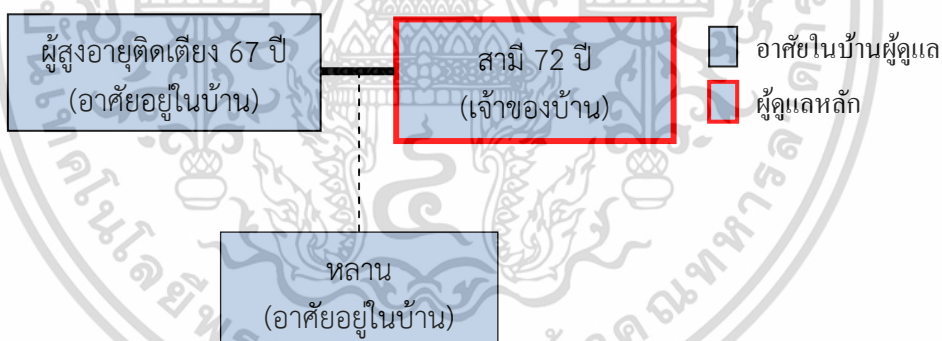 ผู้สูงอายุติดเตียง 67 ปี
(อาศัยอยู่ในบ้าน)
สามี 72 ปี
(เจ้าของบ้าน)
อาศัยในบ้านผู้ดูแล
ผู้ดูแลหลัก
หลาน
(อาศัยอยู่ในบ้าน)